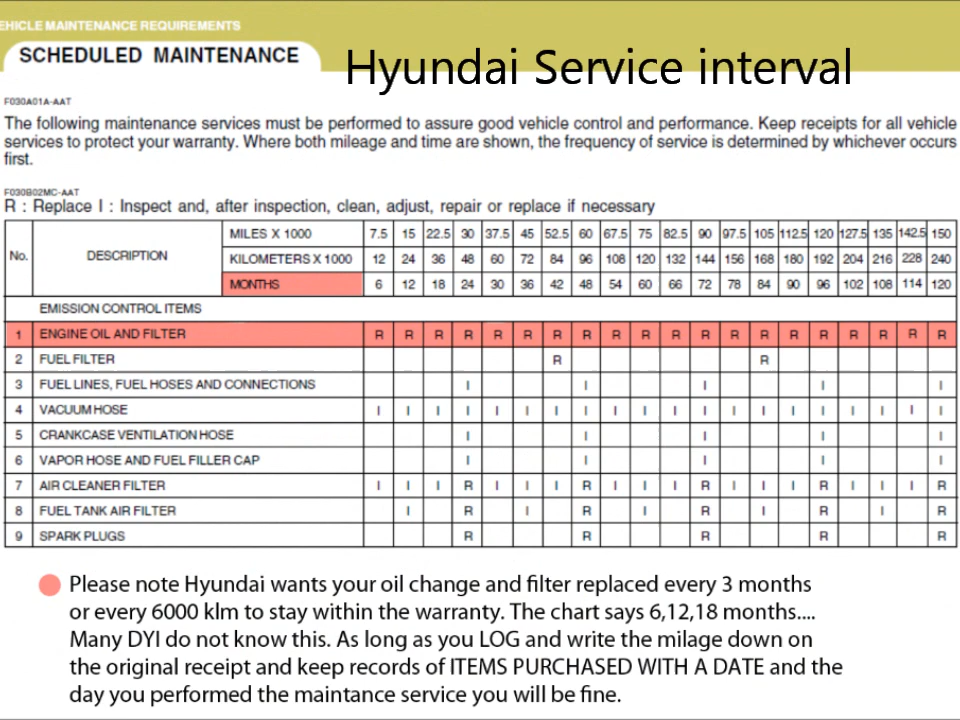 EHICLE MAINTENANCE REQUIREMENTS
SCHEDULED MAINTENANCE
Hyundai Service interval
F030A01A-AAT
The following maintenance services must be performed to assure good vehicle control and performance. Keep receipts for all vehicle
services to protect your warranty. Where both mileage and time are shown, the frequency of service is determined by whichever occurs
first.
F030B02MC-AAT
R : Replace I : Inspect and, after inspection, clean, adjust, repair or replace if necessary
No. DESCRIPTION
MILES X 1000 7.5 15 22.5 30 37.5 45 52.5 60 67.5 75 82.5 90 97.5 105 112.5 120 127.5 135 142.5 150
KILOMETERS X 1000 12 24 36 48 60 72 84 96 108 120 132 144 156 168 180 192 204 216 228 240
MONTHS 6 12 18 24 30 36 42 48 54 60 66 72 78 84 90 96 102 108 114 120
EMISSION CONTROL ITEMS
1 ENGINE OIL AND FILTER R R R R R R R R R R R R R R R R R R R R
2 FUEL FILTER R R
3 FUEL LINES, FUEL HOSES AND CONNECTIONS I I I I I
4 VACUUM HOSE I I I I I I I I I I I I I I I I I I I I
5 CRANKCASE VENTILATION HOSE I I I I I
6 VAPOR HOSE AND FUEL FILLER CAP I I I I I
7 AIR CLEANER FILTER I I I R I I I R I I I R I I I R I I I R
8 FUEL TANK AIR FILTER I R I R I R I R I R
9 SPARK PLUGS R R R R R
Please note Hyundai wants your oil change and filter replaced every 3 months
or every 6000 klm to stay within the warranty. The chart says 6,12,18 months....
Many DYI do not know this. As long as you LOG and write the milage down on
the original receipt and keep records of ITEMS PURCHASED WITH A DATE and the
day you performed the maintance service you will be fine.